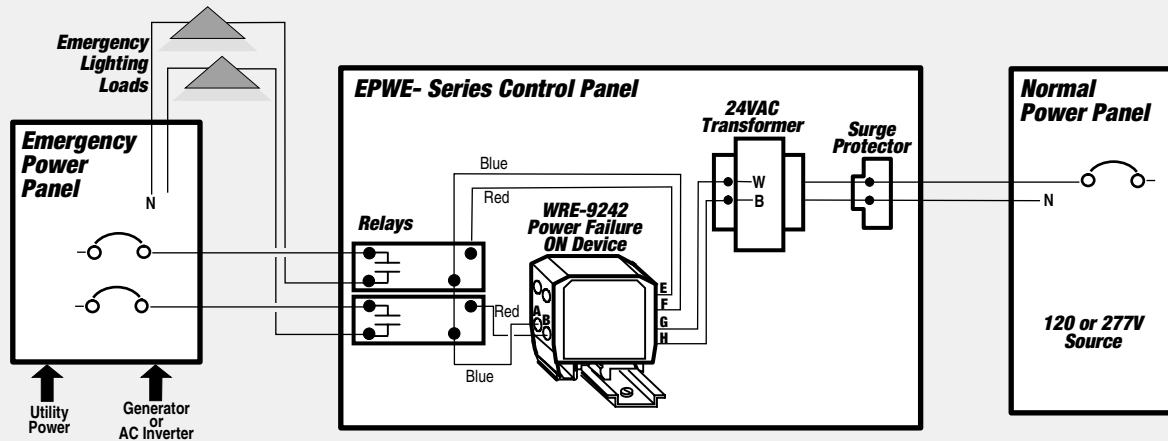 Emergency
Lighting
Loads
Emergency
Power
Panel
N
Utility
Power
Generator
or
AC Inverter
EPWE- Series Control Panel
Relays
Blue
Red
WRE-9242
Power Failure
ON Device
A
B
E
F
G
H
Red
Blue
24VAC
Transformer
W
B
Surge
Protector
Normal
Power Panel
N
120 or 277V
Source